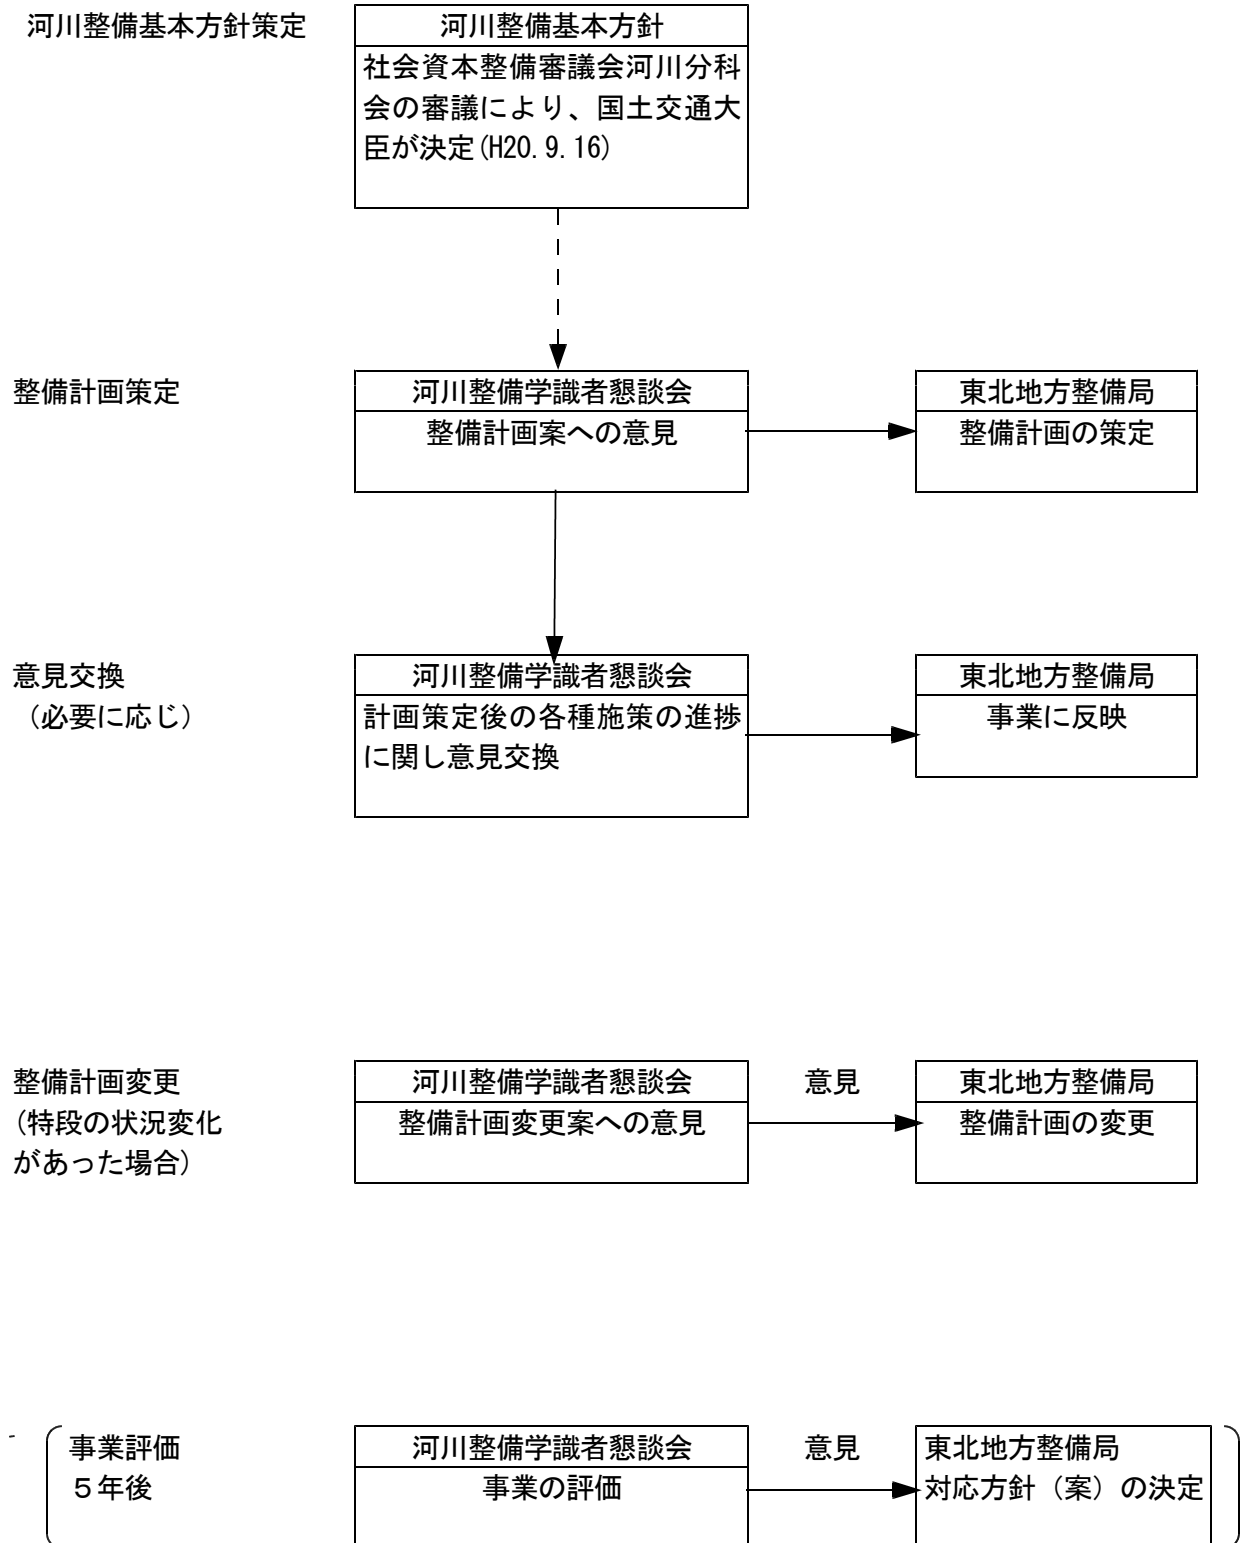 河川整備基本方針策定
河川整備基本方針
社会資本整備審議会河川分科
会の審議により、国土交通大
臣が決定(H20.9.16)
整備計画策定
河川整備学識者懇談会
整備計画案への意見
東北地方整備局
整備計画の策定
意見交換
（必要に応じ）
河川整備学識者懇談会
計画策定後の各種施策の進捗
に関し意見交換
東北地方整備局
事業に反映
整備計画変更
(特段の状況変化
があった場合)
河川整備学識者懇談会
整備計画変更案への意見
意見
東北地方整備局
整備計画の変更
事業評価
５年後
河川整備学識者懇談会
事業の評価
意見
東北地方整備局
対応方針（案）の決定